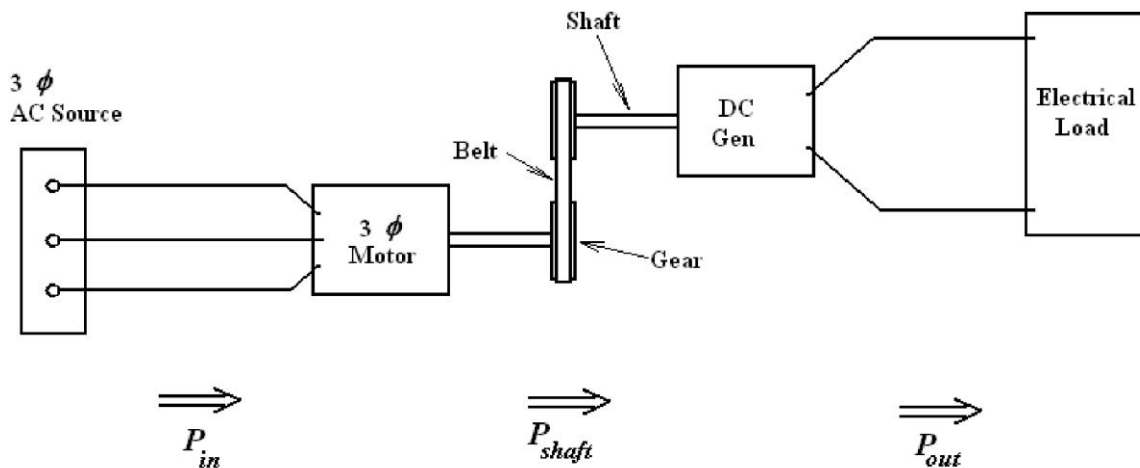 3 ϕ
AC Source
3 ϕ
Motor
Belt
Shaft
Gear
DC
Gen
Electrical
Load
P_in
P_shaft
P_out